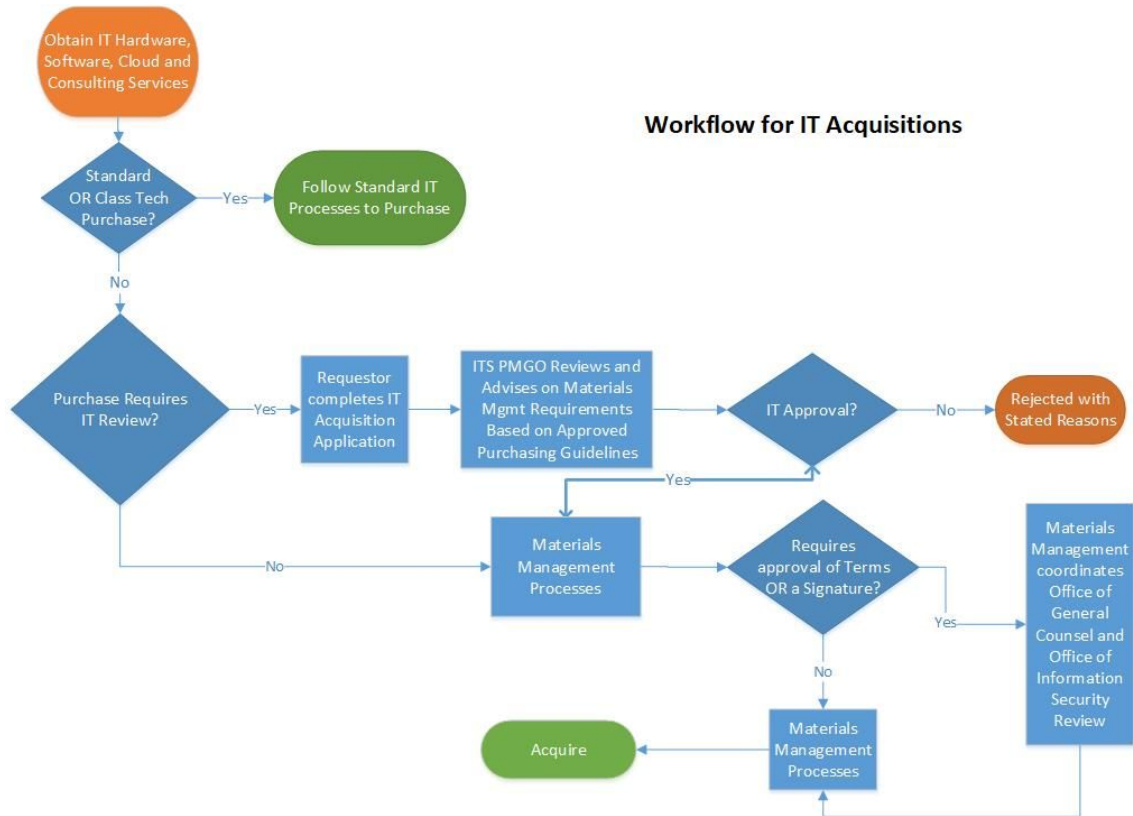 Obtain IT Hardware,
Software, Cloud and
Consulting Services
Workflow for IT Acquisitions
Standard
OR Class Tech
Purchase?
Yes
Follow Standard IT
Processes to Purchase
No
Purchase Requires
IT Review?
Yes
Requestor
completes IT
Acquisition
Application
ITS PMGO Reviews and
Advises on Materials
Mgmt Requirements
Based on Approved
Purchasing Guidelines
IT Approval?
No
Rejected with
Stated Reasons
Yes
No
Materials
Management
Processes
Requires
approval of Terms
OR a Signature?
Yes
Materials
Management
coordinates
Office of
General
Counsel and
Office of
Information
Security
Review
No
Materials
Management
Processes
Acquire